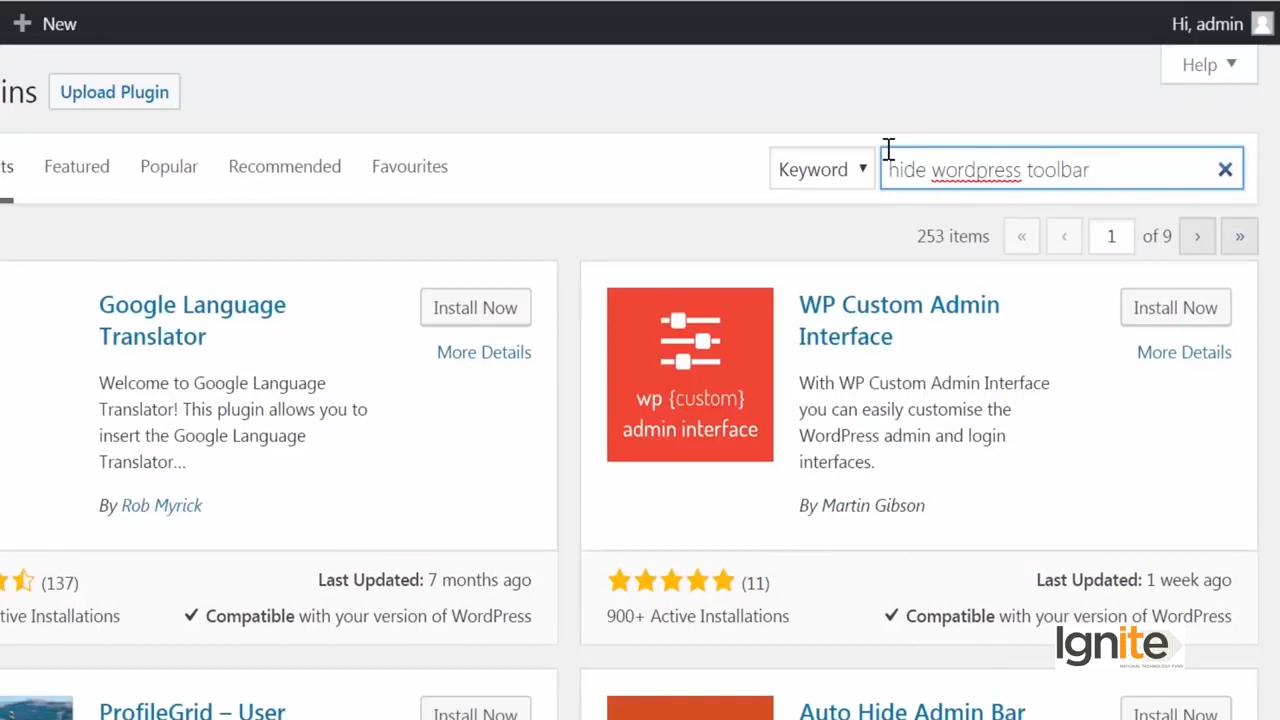 New
Hi, admin
Help ▼
ins
Upload Plugin
ts
Featured
Popular
Recommended
Favourites
Keyword ▼
hide wordpress toolbar
253 items « ‹ 1 of 9 › »
Google Language
Translator
Install Now
More Details
Welcome to Google Language
Translator! This plugin allows you to
insert the Google Language
Translator...
By Rob Myrick
(137)
Last Updated: 7 months ago
tive Installations
Compatible with your version of WordPress
wp {custom}
admin interface
WP Custom Admin
Interface
Install Now
More Details
With WP Custom Admin Interface
you can easily customise the
WordPress admin and login
interfaces.
By Martin Gibson
(11)
Last Updated: 1 week ago
900+ Active Installations
Compatible with your version of WordPress
Ignite
NATIONAL TECHNOLOGY FUND
ProfileGrid – User
Install Now
Auto Hide Admin Bar
Install Now